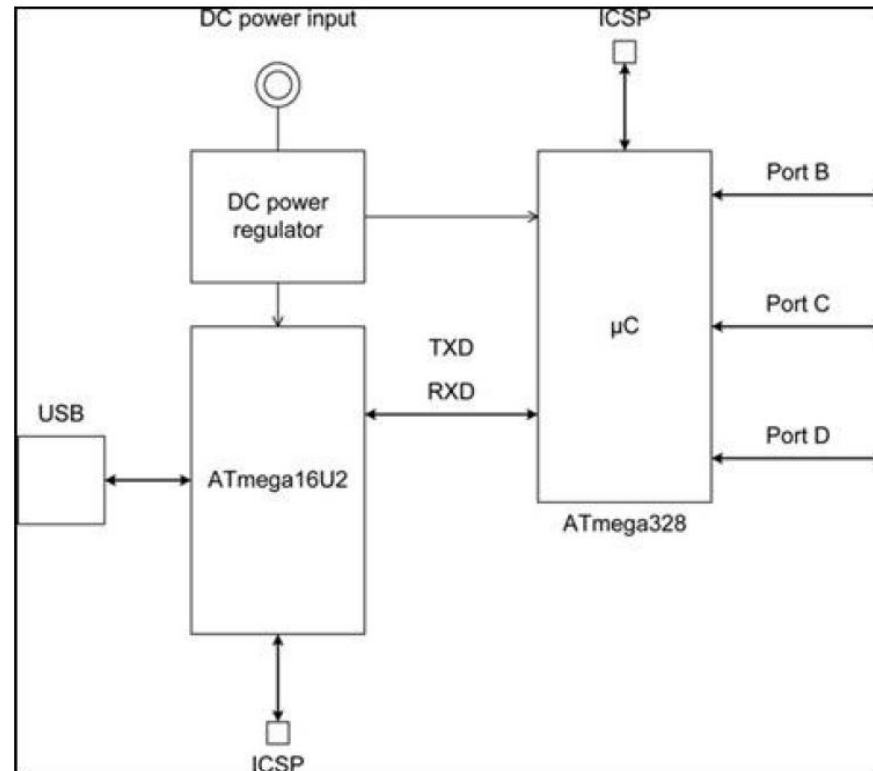 DC power input
ICSP
DC power
regulator
Port B
Port C
µC
TXD
RXD
Port D
USB
ATmega16U2
ATmega328
ICSP